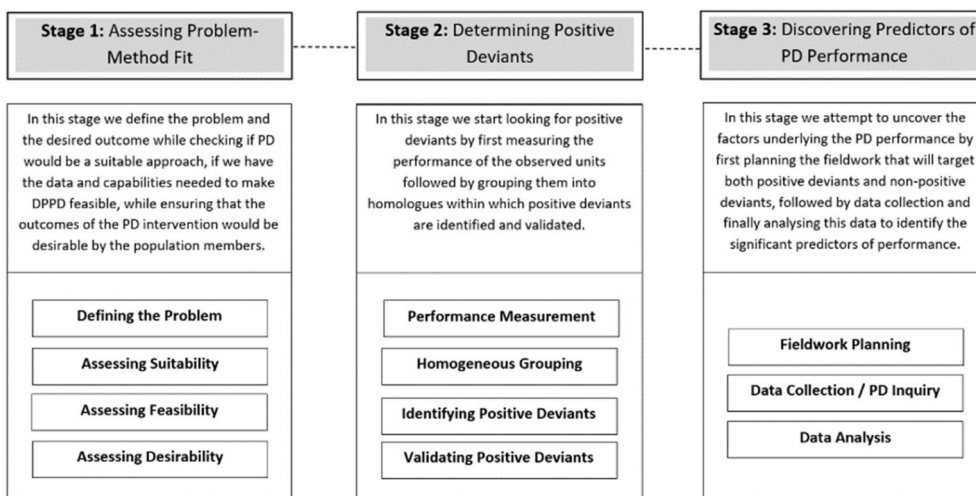 Stage 1: Assessing Problem-
Method Fit
In this stage we define the problem and
the desired outcome while checking if PD
would be a suitable approach, if we have
the data and capabilities needed to make
DPPD feasible, while ensuring that the
outcomes of the PD intervention would be
desirable by the population members.
Defining the Problem
Assessing Suitability
Assessing Feasibility
Assessing Desirability
Stage 2: Determining Positive
Deviants
In this stage we start looking for positive
deviants by first measuring the
performance of the observed units
followed by grouping them into
homologues within which positive deviants
are identified and validated.
Performance Measurement
Homogeneous Grouping
Identifying Positive Deviants
Validating Positive Deviants
Stage 3: Discovering Predictors of
PD Performance
In this stage we attempt to uncover the
factors underlying the PD performance by
first planning the fieldwork that will target
both positive deviants and non-positive
deviants, followed by data collection and
finally analysing this data to identify the
significant predictors of performance.
Fieldwork Planning
Data Collection / PD Inquiry
Data Analysis